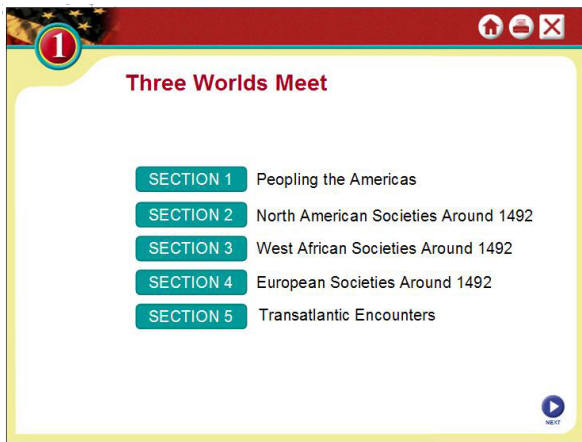 1
Three Worlds Meet
SECTION 1 Peopling the Americas
SECTION 2 North American Societies Around 1492
SECTION 3 West African Societies Around 1492
SECTION 4 European Societies Around 1492
SECTION 5 Transatlantic Encounters
NEXT